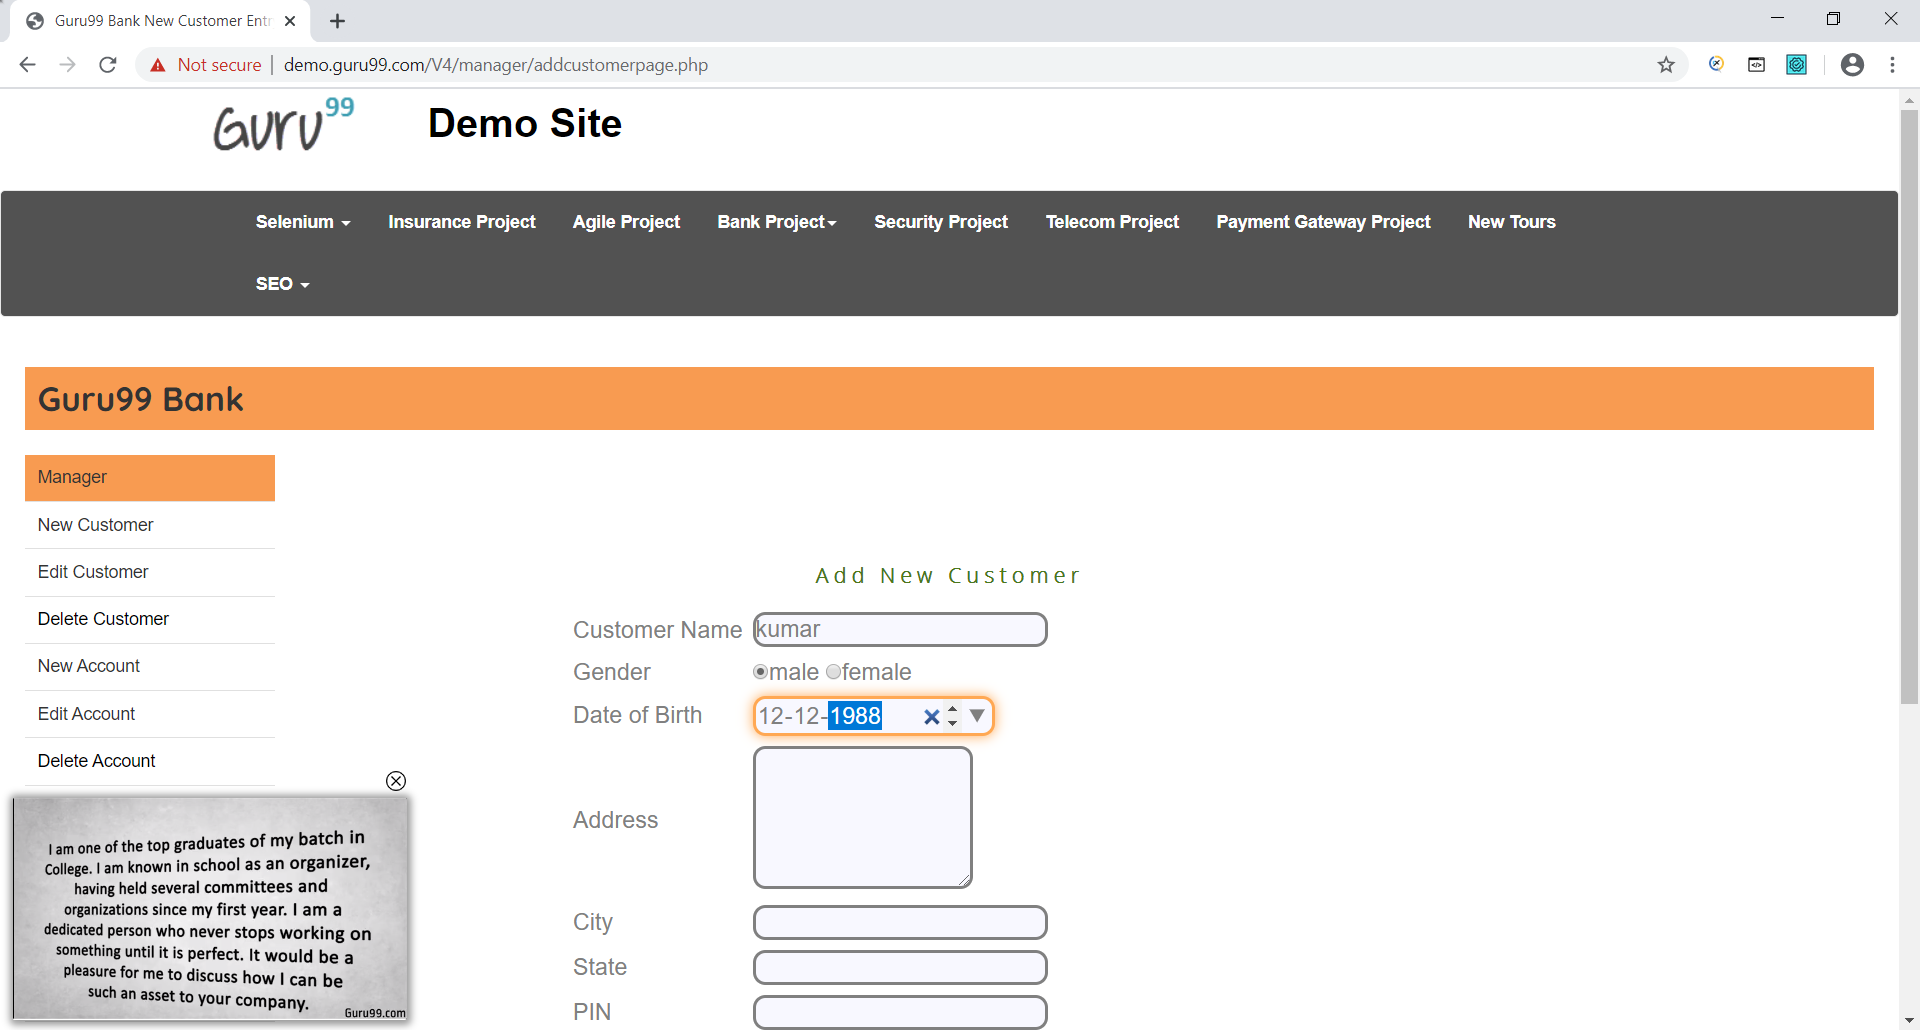 Guru99 Bank New Customer Entr
Not secure | demo.guru99.com/V4/manager/addcustomerpage.php
Guru99 Demo Site
Selenium Insurance Project Agile Project Bank Project Security Project Telecom Project Payment Gateway Project New Tours
SEO
Guru99 Bank
Manager
New Customer
Edit Customer
Delete Customer
New Account
Edit Account
Delete Account
Add New Customer
Customer Name kumar
Gender male female
Date of Birth 12-12-1988
Address
City
State
PIN
I am one of the top graduates of my batch in
College. I am known in school as an organizer,
having held several committees and
organizations since my first year. I am a
dedicated person who never stops working on
something until it is perfect. It would be a
pleasure for me to discuss how I can be
such an asset to your company.
Guru99.com